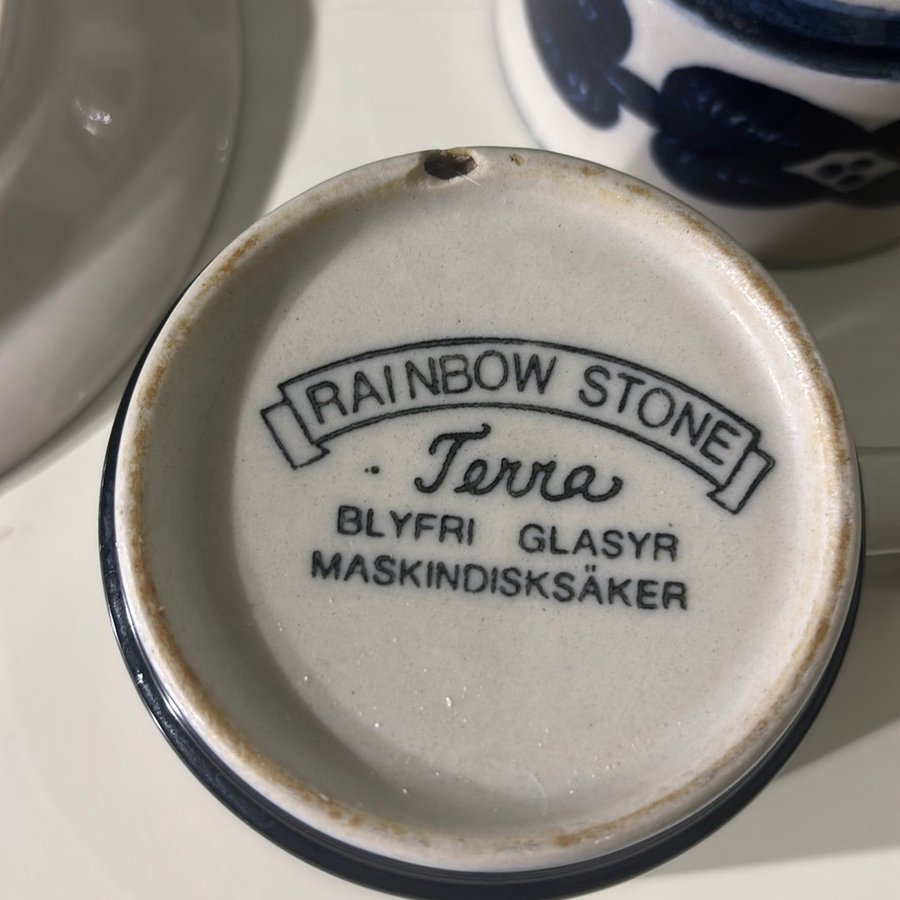 RAINBOW STONE
Terra
BLYFRI GLASYR
MASKINDISKSÄKER